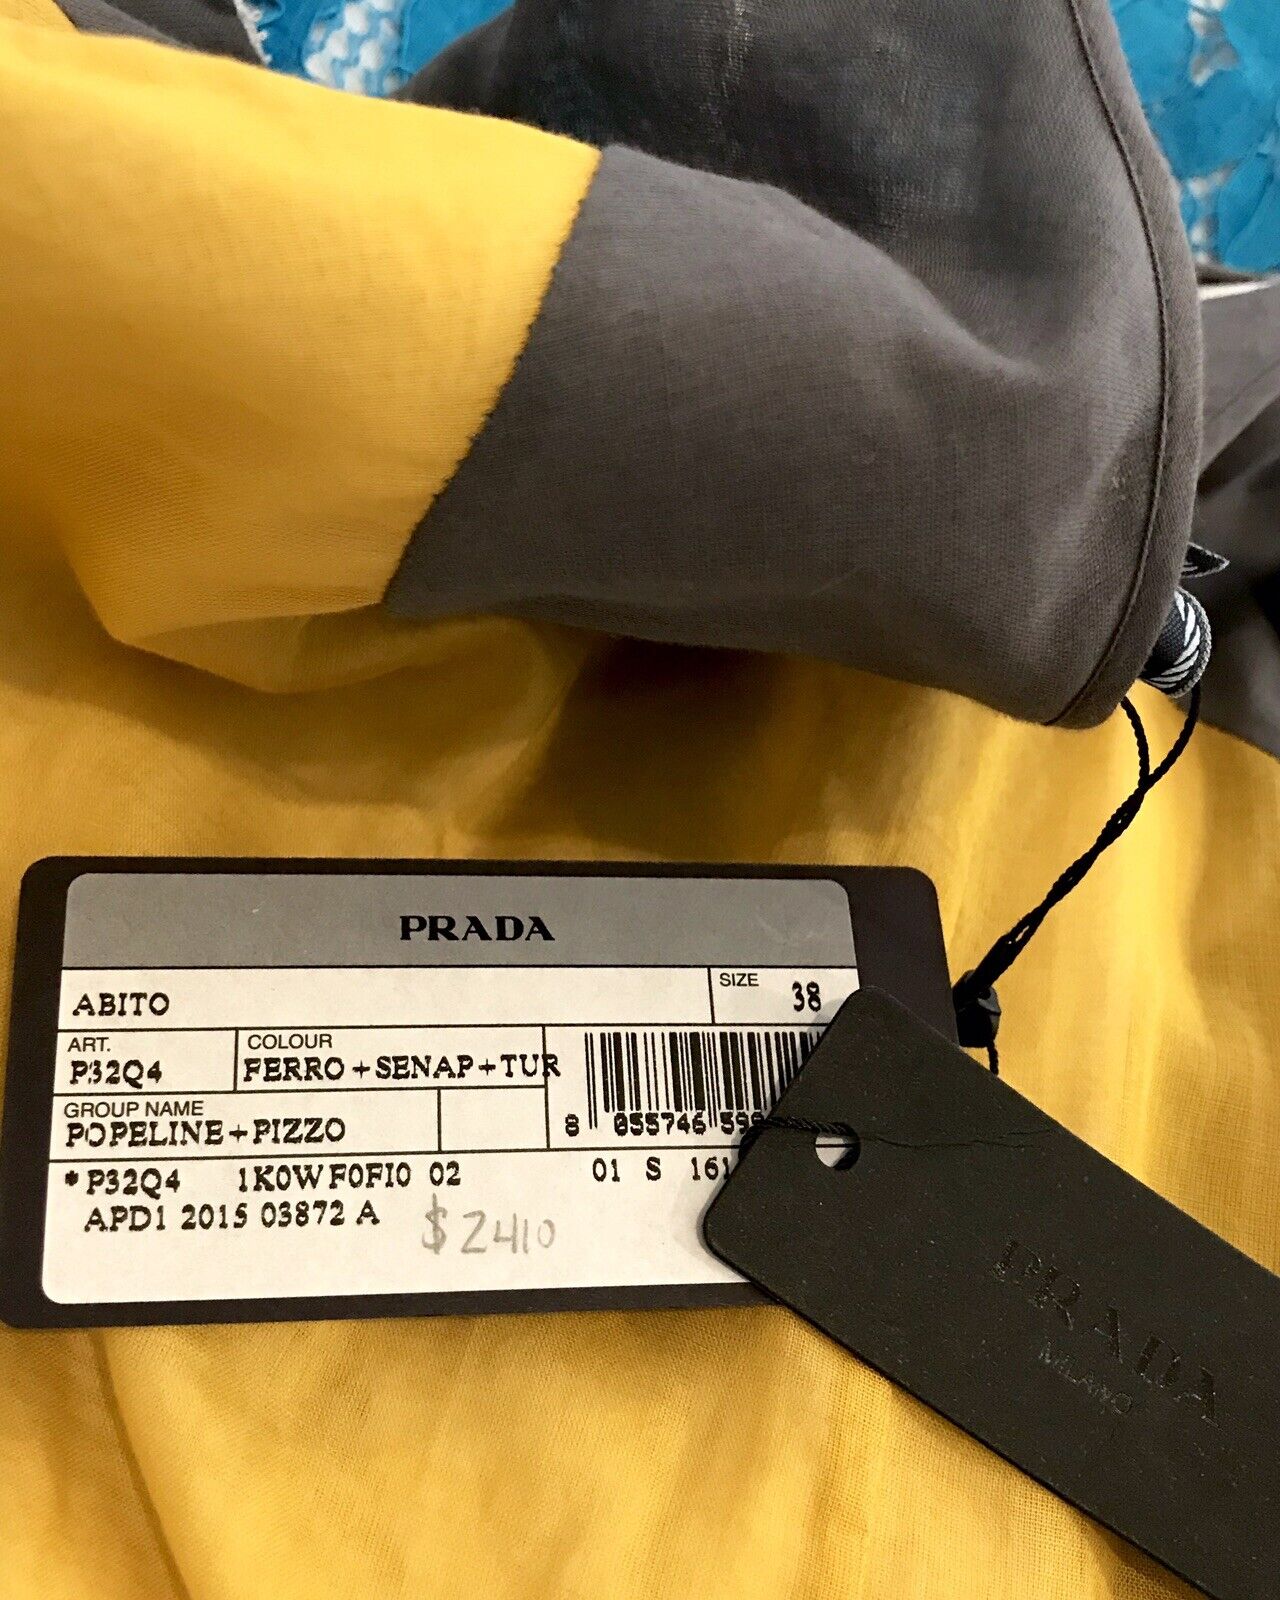 PRADA
ABITO
SIZE 38
ART.
P32Q4
COLOUR
FERRO+SENAP+TUR
GROUP NAME
POPELINE+PIZZO
8 055746
*P32Q4 1K0W F0FI0 02
01 S 161
APD1 2015 03872 A
$2410
PRADA
MILANO